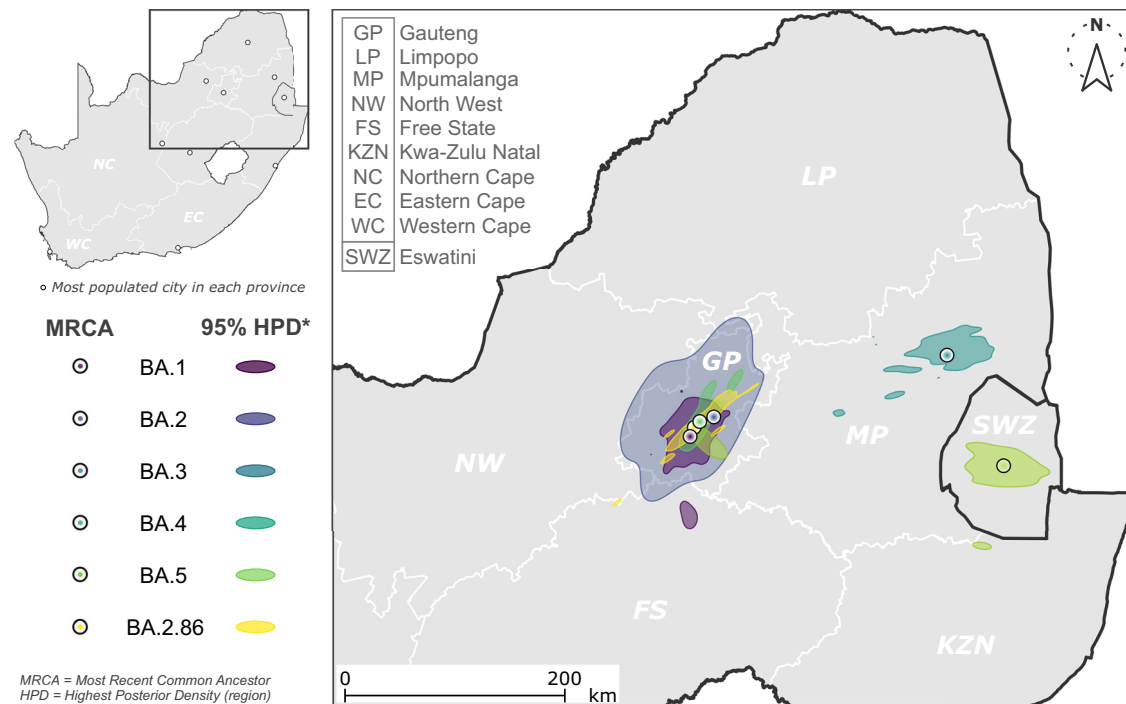 GP Gauteng
LP Limpopo
MP Mpumalanga
NW North West
FS Free State
KZN Kwa-Zulu Natal
NC Northern Cape
EC Eastern Cape
WC Western Cape
SWZ Eswatini
N
NC
EC
WC
Most populated city in each province
MRCA 95% HPD*
BA.1
BA.2
BA.3
BA.4
BA.5
BA.2.86
MRCA = Most Recent Common Ancestor
HPD = Highest Posterior Density (region)
LP
GP
NW
MP
SWZ
FS
KZN
0 200
km